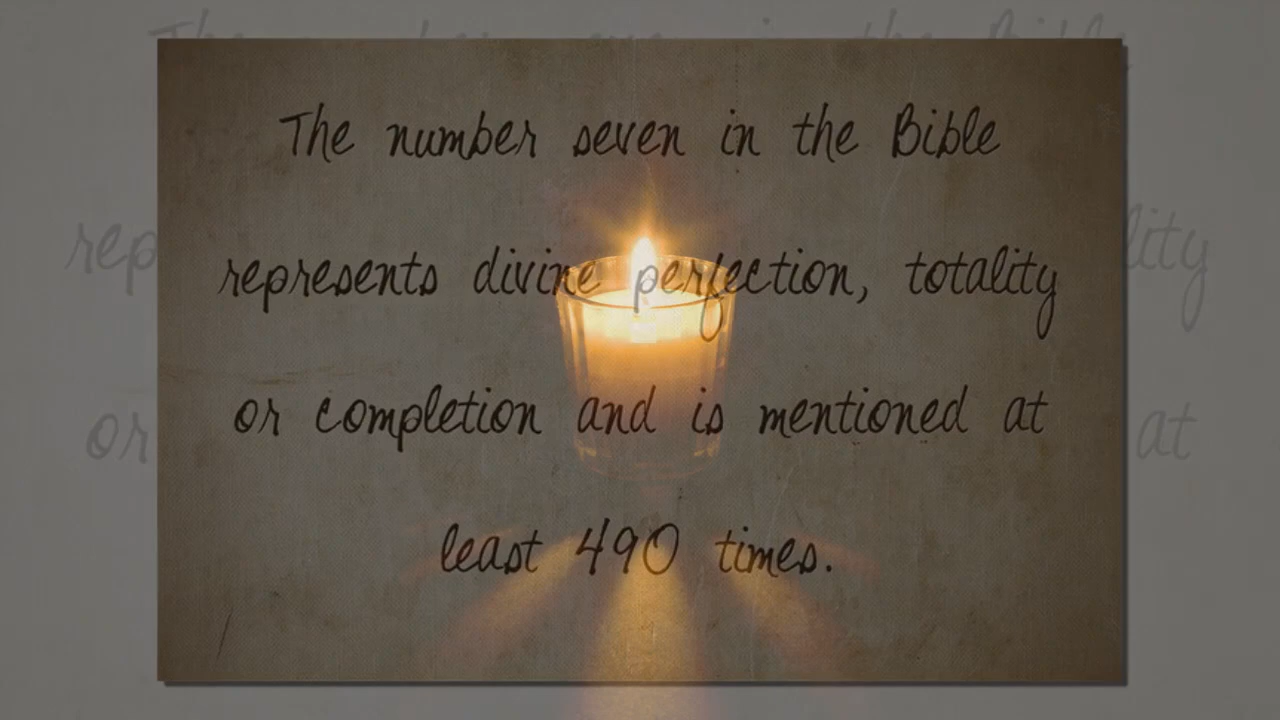 The number seven in the Bible
represents divine perfection, totality
or completion and is mentioned at
least 490 times.